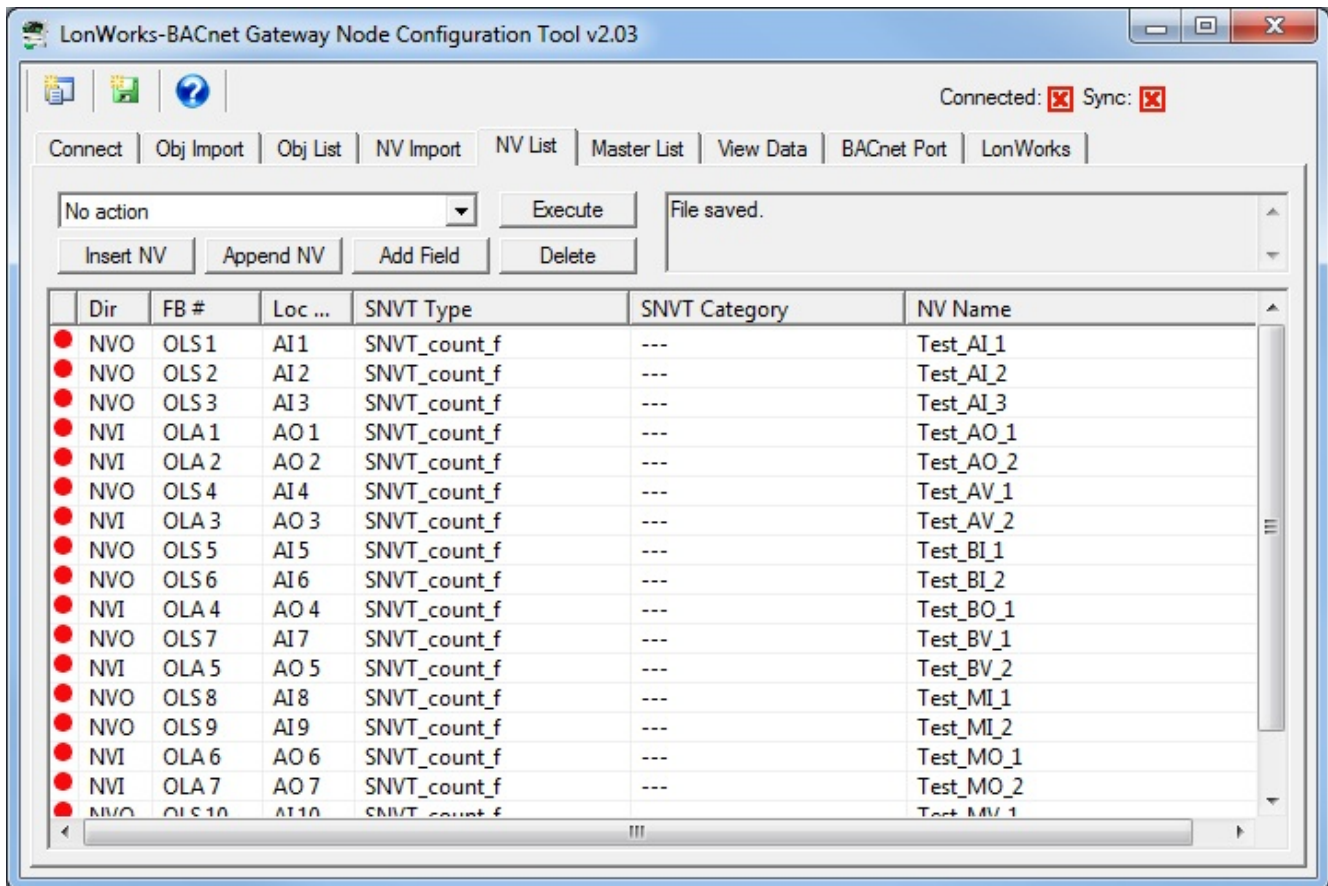 LonWorks-BACnet Gateway Node Configuration Tool v2.03
Connected: Sync:
Connect Obj Import Obj List NV Import NV List Master List View Data BACnet Port LonWorks
No action Execute File saved.
Insert NV Append NV Add Field Delete
Dir FB # Loc ... SNVT Type SNVT Category NV Name
NVO OLS 1 AI 1 SNVT_count_f --- Test_AI_1
NVO OLS 2 AI 2 SNVT_count_f --- Test_AI_2
NVO OLS 3 AI 3 SNVT_count_f --- Test_AI_3
NVI OLA 1 AO 1 SNVT_count_f --- Test_AO_1
NVI OLA 2 AO 2 SNVT_count_f --- Test_AO_2
NVO OLS 4 AI 4 SNVT_count_f --- Test_AV_1
NVI OLA 3 AO 3 SNVT_count_f --- Test_AV_2
NVO OLS 5 AI 5 SNVT_count_f --- Test_BI_1
NVO OLS 6 AI 6 SNVT_count_f --- Test_BI_2
NVI OLA 4 AO 4 SNVT_count_f --- Test_BO_1
NVO OLS 7 AI 7 SNVT_count_f --- Test_BV_1
NVI OLA 5 AO 5 SNVT_count_f --- Test_BV_2
NVO OLS 8 AI 8 SNVT_count_f --- Test_MI_1
NVO OLS 9 AI 9 SNVT_count_f --- Test_MI_2
NVI OLA 6 AO 6 SNVT_count_f --- Test_MO_1
NVI OLA 7 AO 7 SNVT_count_f --- Test_MO_2
NVO OLS 10 AI 10 SNVT_count_f Test_MV_1